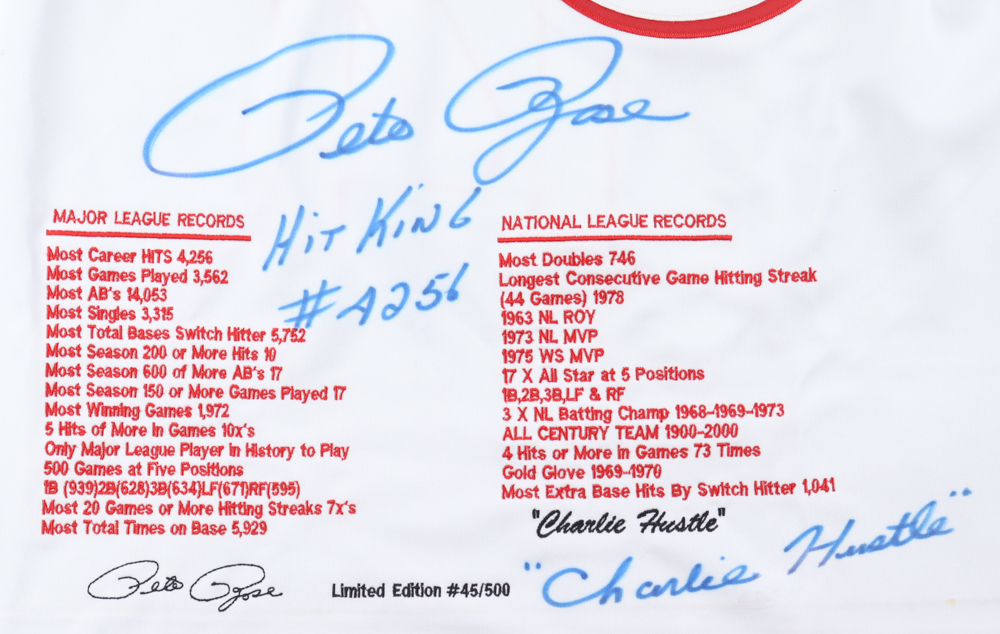 Pete Rose
Hit King
#4256
MAJOR LEAGUE RECORDS
Most Career HITS 4,256
Most Games Played 3,562
Most AB's 14,053
Most Singles 3,315
Most Total Bases Switch Hitter 5,752
Most Season 200 or More Hits 10
Most Season 600 of More AB's 17
Most Season 150 or More Games Played 17
Most Winning Games 1,972
5 Hits of More in Games 10x's
Only Major League Player in History to Play
500 Games at Five Positions
1B (939)2B(628)3B(634)LF(671)RF(595)
Most 20 Games or More Hitting Streaks 7x's
Most Total Times on Base 5,929
NATIONAL LEAGUE RECORDS
Most Doubles 746
Longest Consecutive Game Hitting Streak
(44 Games) 1978
1963 NL ROY
1973 NL MVP
1975 WS MVP
17 X All Star at 5 Positions
1B,2B,3B,LF & RF
3 X NL Batting Champ 1968-1969-1973
ALL CENTURY TEAM 1900-2000
4 Hits or More in Games 73 Times
Gold Glove 1969-1970
Most Extra Base Hits By Switch Hitter 1,041
"Charlie Hustle"
Pete Rose
Limited Edition #45/500
"Charlie Hustle"